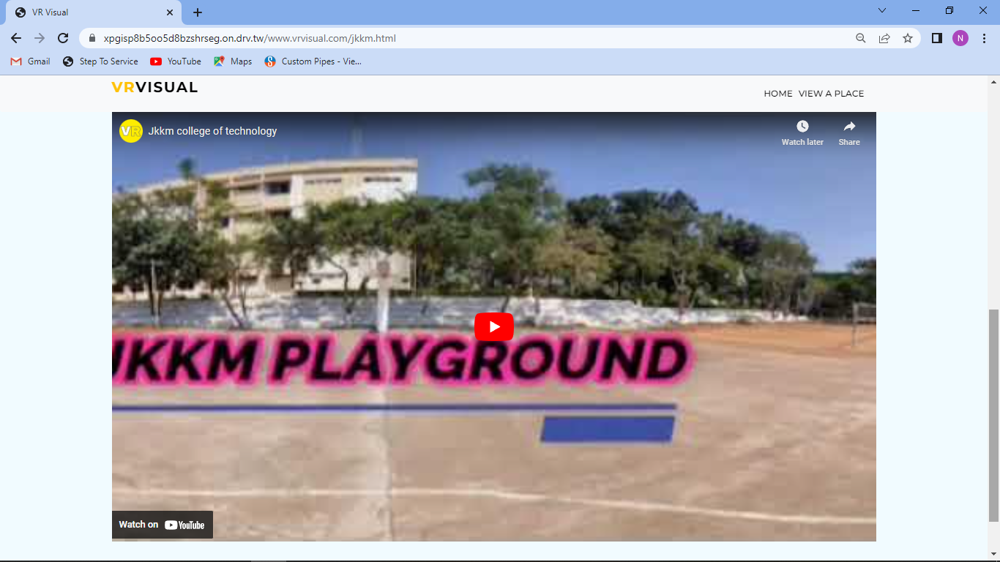 VR Visual
xpgisp8b5oo5d8bzshrseg.on.drv.tw/www.vrvisual.com/jkkm.html
N
Gmail Step To Service YouTube Maps Custom Pipes - Vie...
VRVISUAL
HOME VIEW A PLACE
VR Jkkm college of technology
Watch later Share
JKKM PLAYGROUND
Watch on YouTube